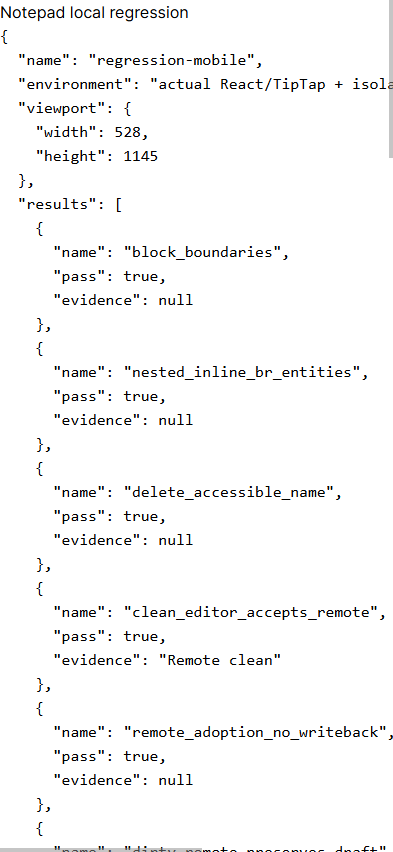 Notepad local regression
{
  "name": "regression-mobile",
  "environment": "actual React/TipTap + isola
  "viewport": {
    "width": 528,
    "height": 1145
  },
  "results": [
    {
      "name": "block_boundaries",
      "pass": true,
      "evidence": null
    },
    {
      "name": "nested_inline_br_entities",
      "pass": true,
      "evidence": null
    },
    {
      "name": "delete_accessible_name",
      "pass": true,
      "evidence": null
    },
    {
      "name": "clean_editor_accepts_remote",
      "pass": true,
      "evidence": "Remote clean"
    },
    {
      "name": "remote_adoption_no_writeback",
      "pass": true,
      "evidence": null
    },
    {
      "name": "dirty_remote_preserves_draft"